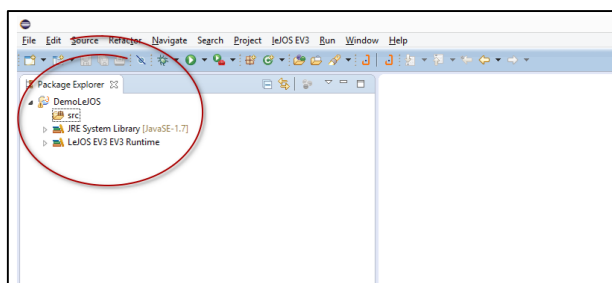 File Edit Source Refactor Navigate Search Project leJOS EV3 Run Window Help
Package Explorer
DemoLeJOS
src
JRE System Library [JavaSE-1.7]
LeJOS EV3 EV3 Runtime